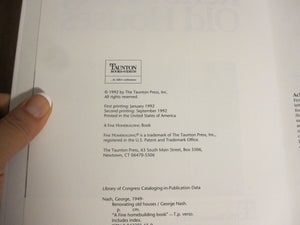 TAUNTON
BOOKS & VIDEOS
for fellow enthusiasts
© 1992 by The Taunton Press, Inc.
All rights reserved.
First printing: January 1992
Second printing: September 1992
Printed in the United States of America
A FINE HOMEBUILDING Book
FINE HOMEBUILDING® is a trademark of The Taunton Press, Inc.,
registered in the U.S. Patent and Trademark Office.
The Taunton Press, 63 South Main Street, Box 5506,
Newtown, CT 06470-5506
Library of Congress Cataloging-in-Publication Data
Nash, George, 1949-
Renovating old houses / George Nash.
p. cm.
"A Fine homebuilding book" – T.p. verso.
Includes index.